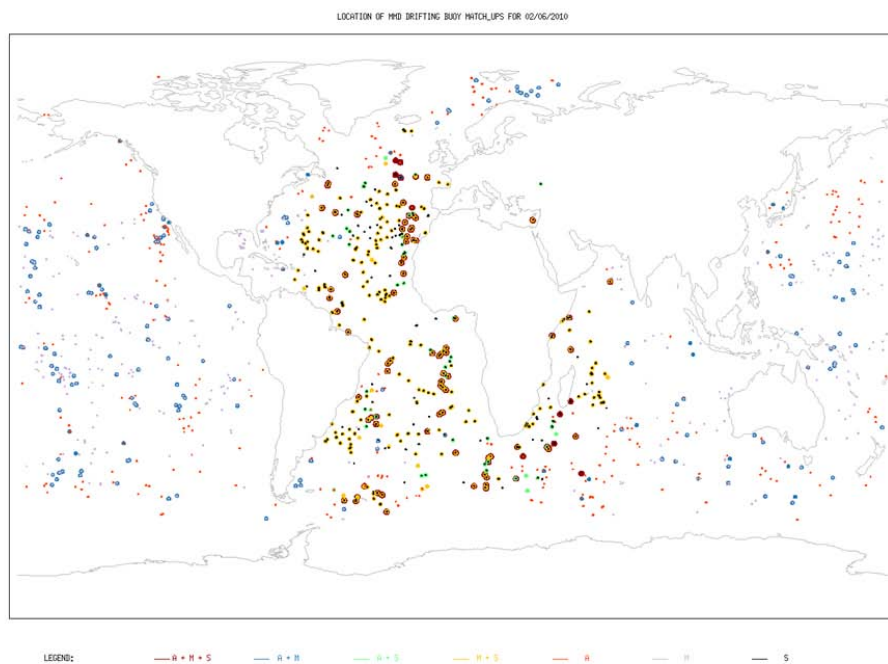 LOCATION OF MMD DRIFTING BUOY MATCH_UPS FOR 02/06/2010
LEGEND: A + M + S A + M A + S M + S A M S